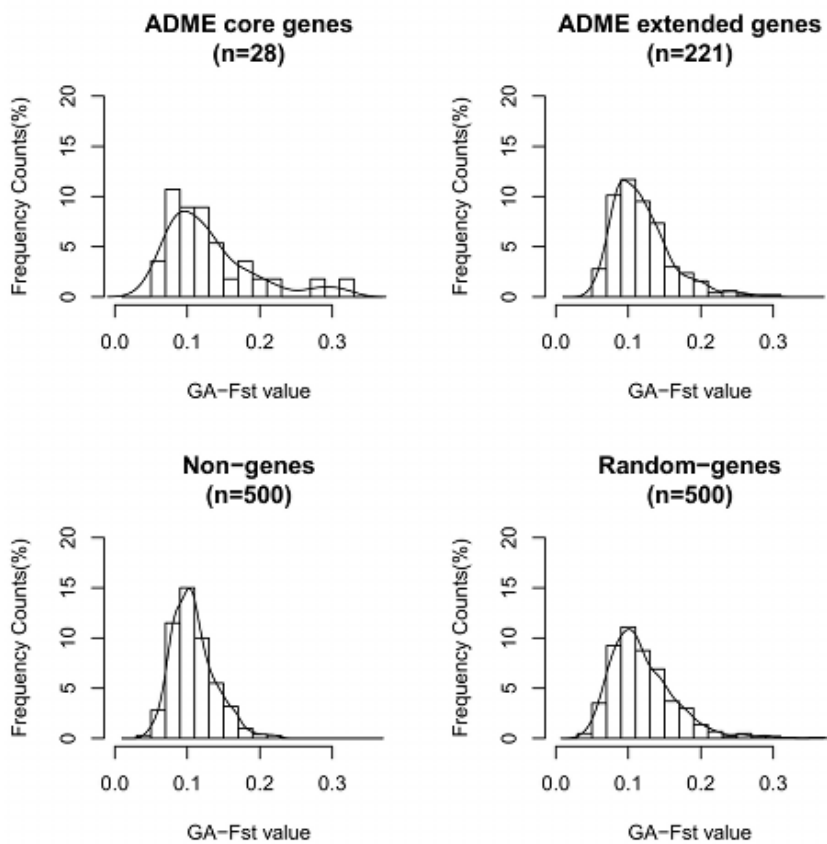 ADME core genes
(n=28)
Frequency Counts(%)
20
15
10
5
0
0.0 0.1 0.2 0.3
GA−Fst value
ADME extended genes
(n=221)
Frequency Counts(%)
20
15
10
5
0
0.0 0.1 0.2 0.3
GA−Fst value
Non−genes
(n=500)
Frequency Counts(%)
20
15
10
5
0
0.0 0.1 0.2 0.3
GA−Fst value
Random−genes
(n=500)
Frequency Counts(%)
20
15
10
5
0
0.0 0.1 0.2 0.3
GA−Fst value